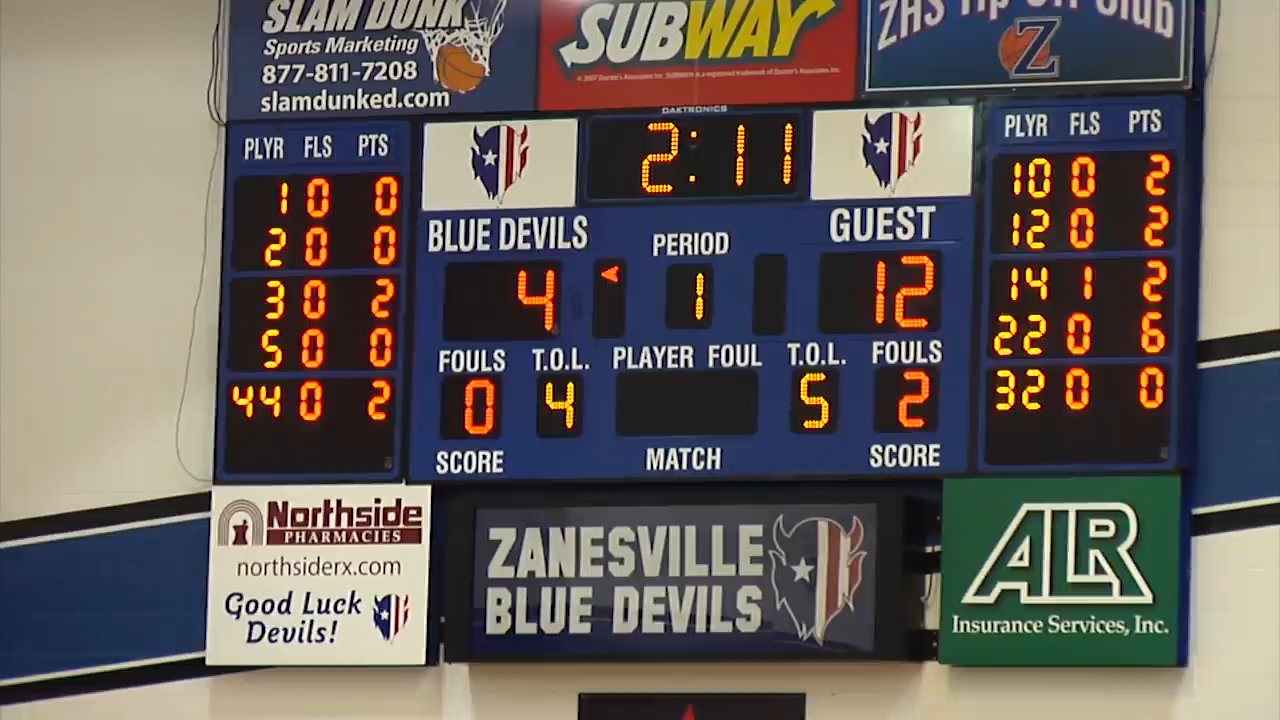 SLAM DUNK
Sports Marketing
877-811-7208
slamdunked.com
SUBWAY
ZHS Tip Off Club
Z
DAKTRONICS
PLYR FLS PTS
1 0 0
2 0 0
3 0 2
5 0 0
44 0 2
2:11
BLUE DEVILS
GUEST
PERIOD
4
1
12
FOULS T.O.L. PLAYER FOUL T.O.L. FOULS
0 4 5 2
SCORE MATCH SCORE
PLYR FLS PTS
10 0 2
12 0 2
14 1 2
22 0 6
32 0 0
Northside
PHARMACIES
northsiderx.com
Good Luck
Devils!
ZANESVILLE
BLUE DEVILS
ALR
Insurance Services, Inc.